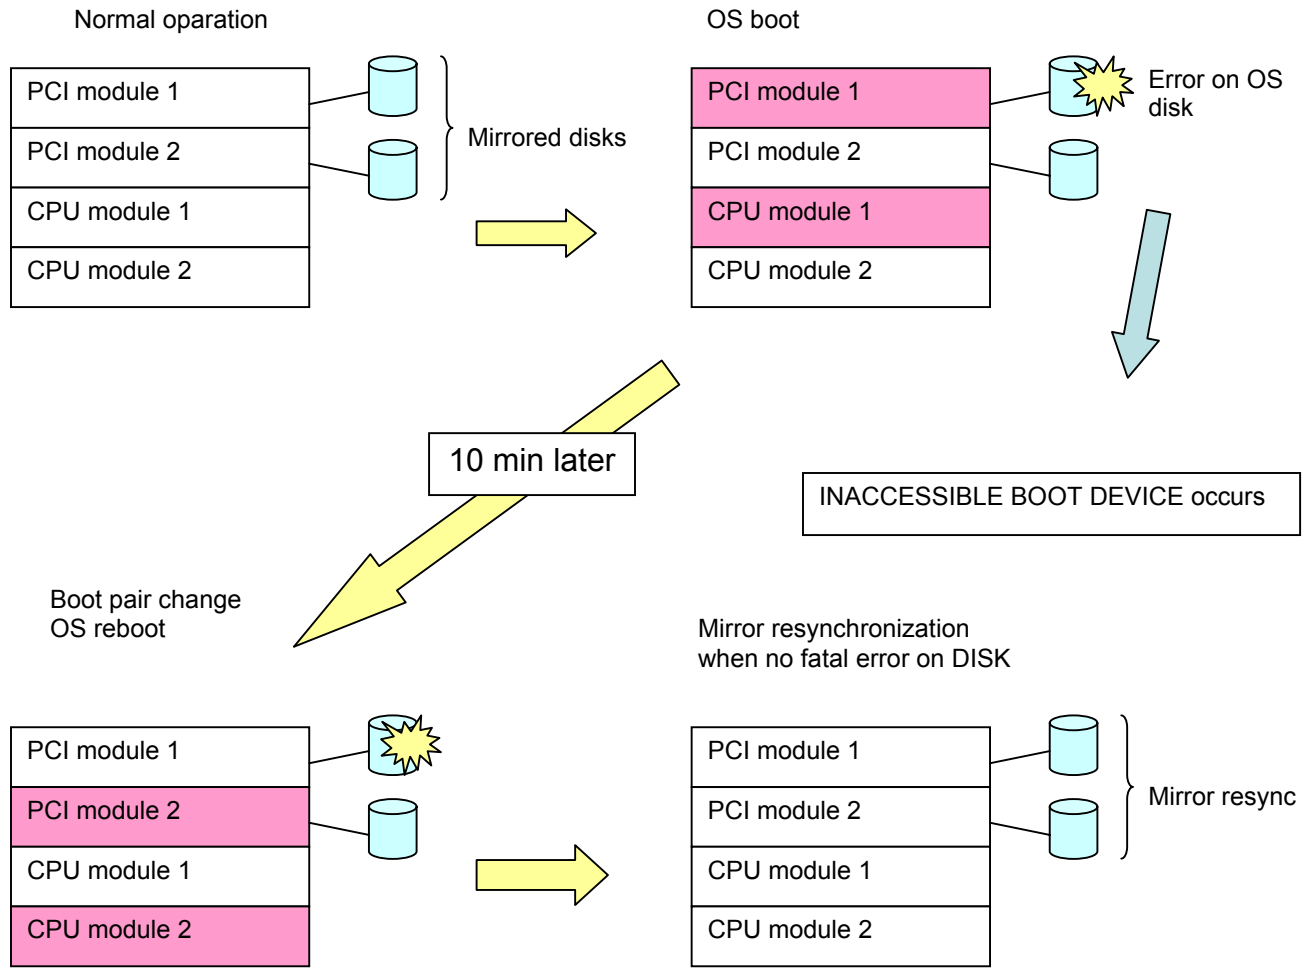 Normal oparation
PCI module 1
PCI module 2
CPU module 1
CPU module 2
Mirrored disks
OS boot
PCI module 1
PCI module 2
CPU module 1
CPU module 2
Error on OS
disk
10 min later
INACCESSIBLE BOOT DEVICE occurs
Boot pair change
OS reboot
PCI module 1
PCI module 2
CPU module 1
CPU module 2
Mirror resynchronization
when no fatal error on DISK
PCI module 1
PCI module 2
CPU module 1
CPU module 2
Mirror resync